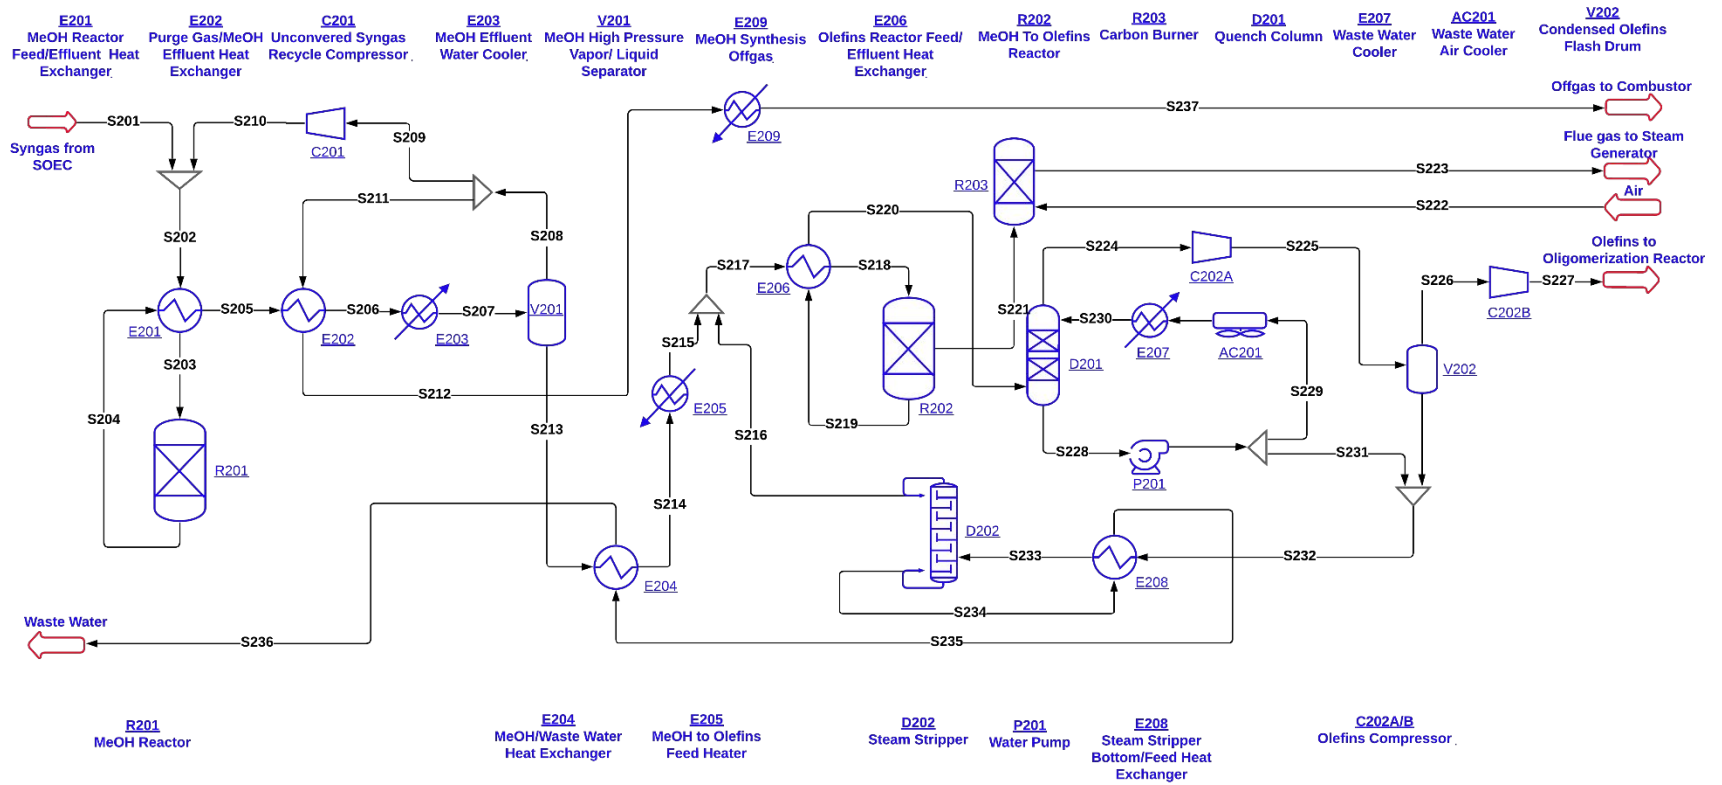 E201
MeOH Reactor
Feed/Effluent Heat
Exchanger
E202
Purge Gas/MeOH
Effluent Heat
Exchanger
C201
Unconvered Syngas
Recycle Compressor
E203
MeOH Effluent
Water Cooler
V201
MeOH High Pressure
Vapor/ Liquid
Separator
E209
MeOH Synthesis
Offgas
E206
Olefins Reactor Feed/
Effluent Heat
Exchanger
R202
MeOH To Olefins
Reactor
R203
Carbon Burner
D201
Quench Column
E207
Waste Water
Cooler
AC201
Waste Water
Air Cooler
V202
Condensed Olefins
Flash Drum
Offgas to Combustor
S237
S201
S210
S209
C201
E209
Syngas from
SOEC
Flue gas to Steam
Generator
S223
R203
Air
S222
S211
S220
S202
S208
S224
S225
Olefins to
Oligomerization Reactor
S217
S218
C202A
S226
S227
E206
S205
S206
S207
V201
S221
S230
C202B
E201
E202
E203
S215
E207
AC201
S203
D201
V202
S212
S204
E205
R202
S229
S219
S213
S216
S228
S231
R201
P201
S214
D202
S233
S232
E204
E208
S234
Waste Water
S236
S235
R201
MeOH Reactor
E204
MeOH/Waste Water
Heat Exchanger
E205
MeOH to Olefins
Feed Heater
D202
Steam Stripper
P201
Water Pump
E208
Steam Stripper
Bottom/Feed Heat
Exchanger
C202A/B
Olefins Compressor